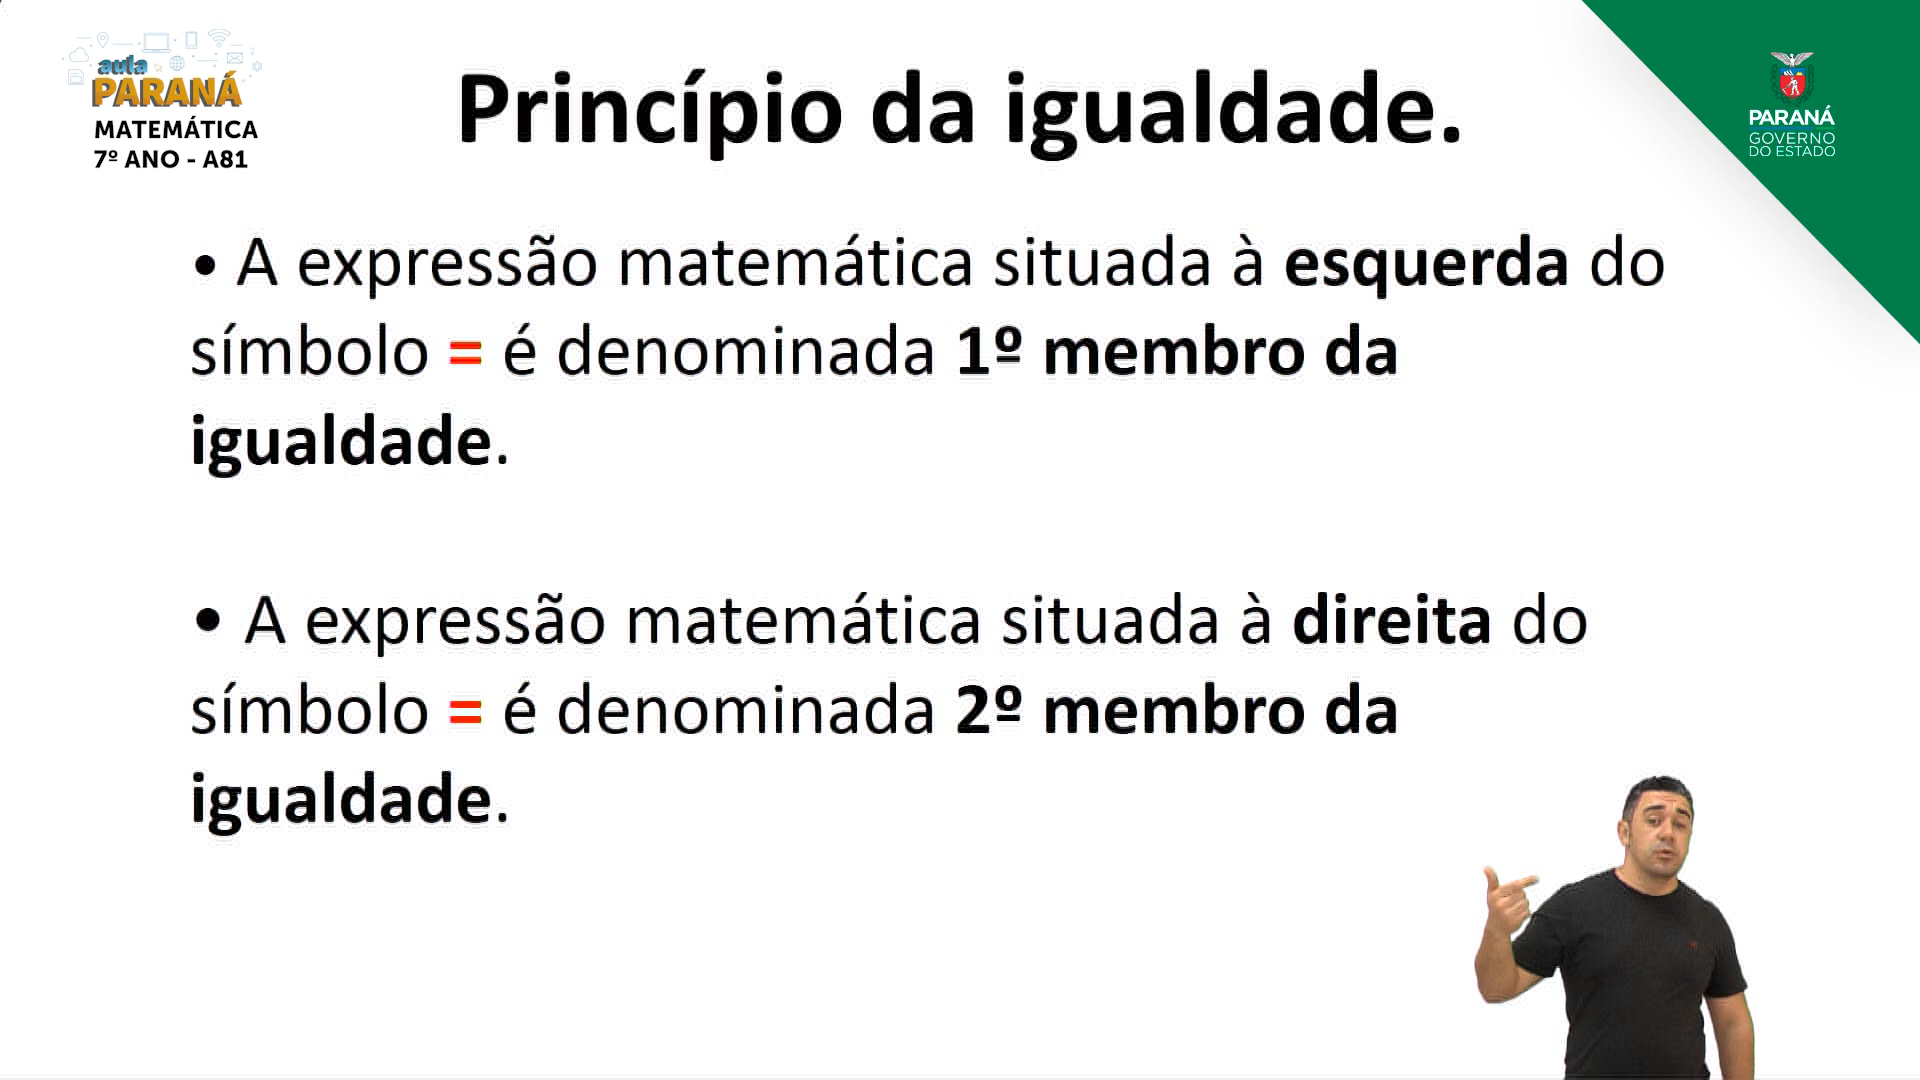 aula
PARANÁ
MATEMÁTICA
7º ANO - A81
Princípio da igualdade.
PARANÁ
GOVERNO
DO ESTADO
• A expressão matemática situada à esquerda do
símbolo = é denominada 1º membro da
igualdade.
• A expressão matemática situada à direita do
símbolo = é denominada 2º membro da
igualdade.